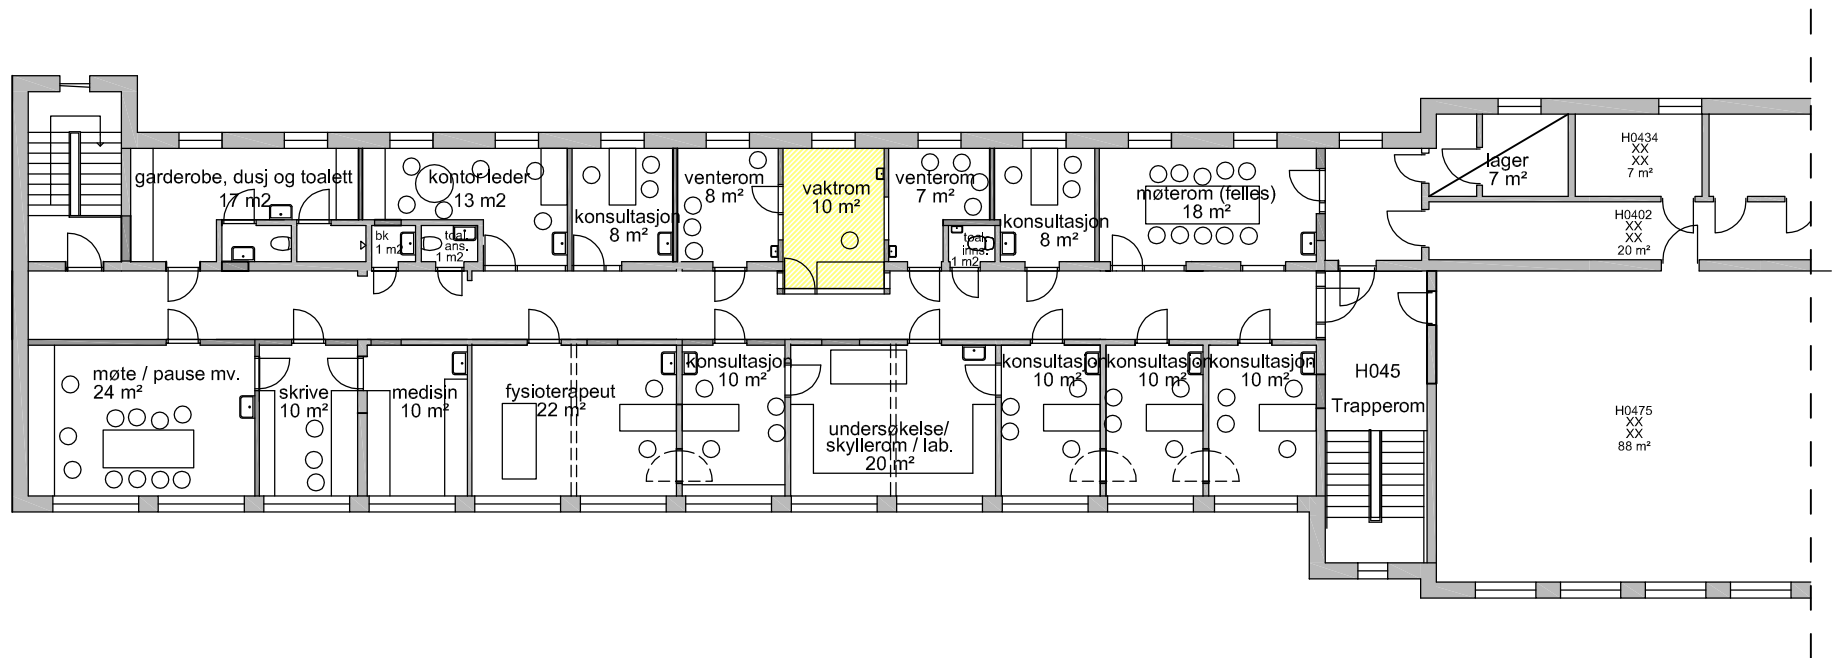 garderobe, dusj og toalett
17 m2
kontor leder
13 m2
konsultasjon
8 m²
venterom
8 m²
vaktrom
10 m²
venterom
7 m²
konsultasjon
8 m²
møterom (felles)
18 m²
lager
7 m²
H0434
XX
XX
7 m²
bk
1 m2
toal.
ans.
1 m2
toal.
inns.
1 m2
H0402
XX
XX
20 m²
møte / pause mv.
24 m²
skrive
10 m²
medisin
10 m²
fysioterapeut
22 m²
konsultasjon
10 m²
undersøkelse/
skyllerom / lab.
20 m²
konsultasjon
10 m²
konsultasjon
10 m²
konsultasjon
10 m²
H045
Trapperom
H0475
XX
XX
88 m²